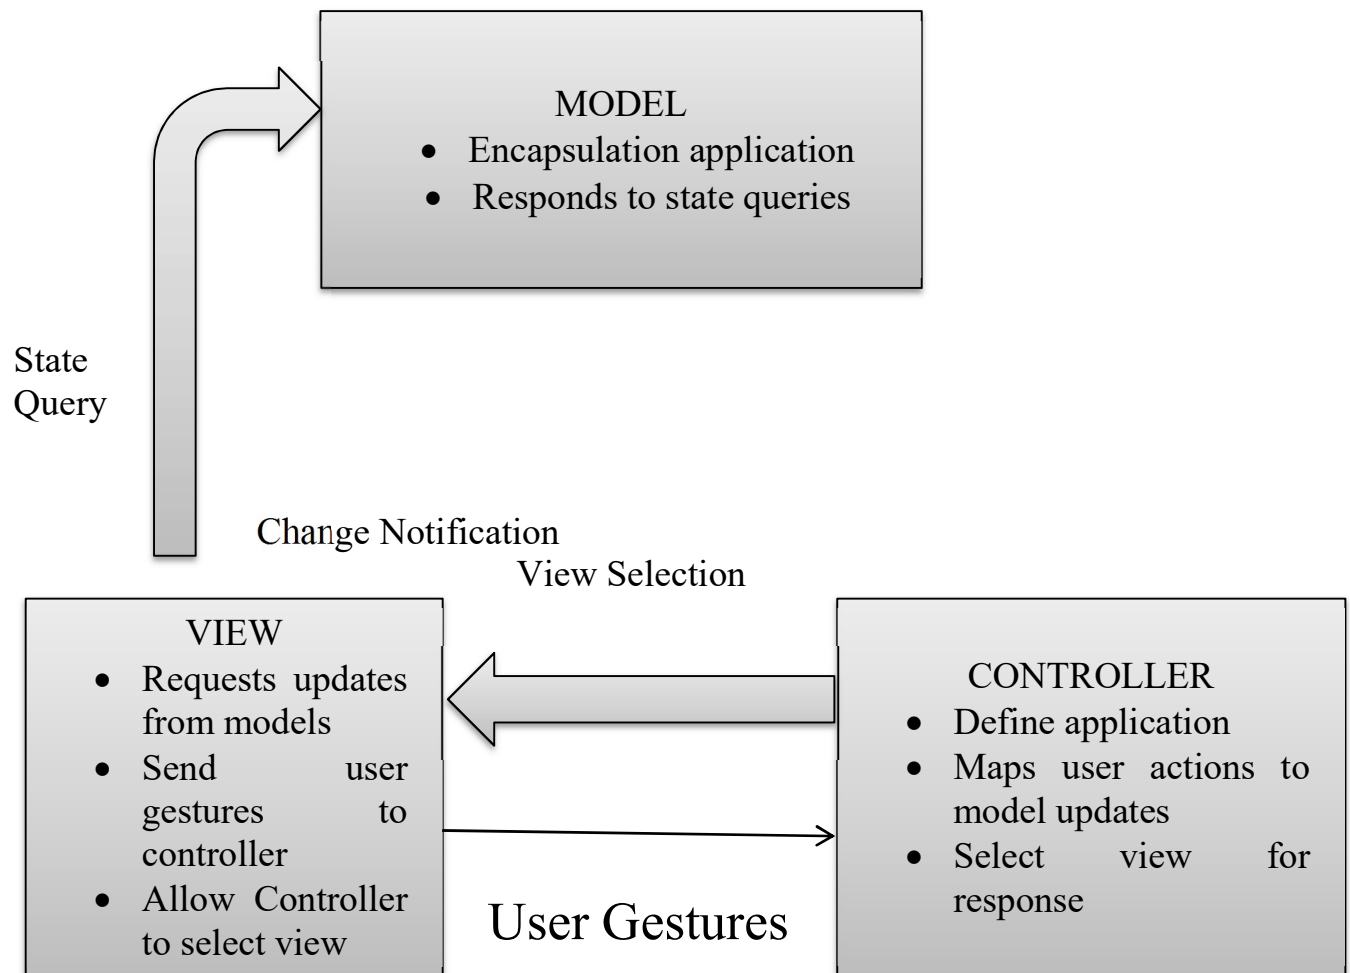 MODEL
• Encapsulation application
• Responds to state queries
State
Query
Change Notification
View Selection
VIEW
• Requests updates
from models
• Send user
gestures to
controller
• Allow Controller
to select view
CONTROLLER
• Define application
• Maps user actions to
model updates
• Select view for
response
User Gestures